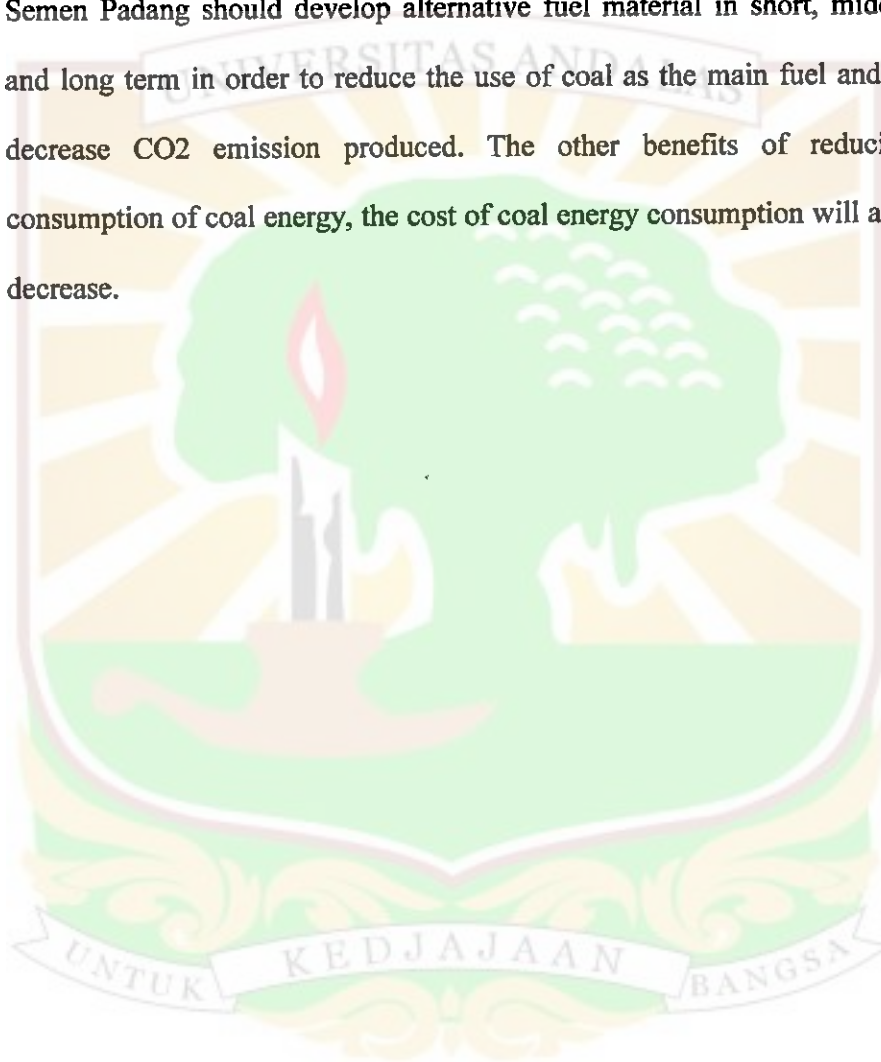 Semen Padang should develop alternative fuel material in short,
and long term in order to reduce the use of coal as the main fuel and
decrease CO2 emission produced. The other benefits of
consumption of coal energy, the cost of coal energy consumption will
decrease.
UNIVERSITAS ANDALAS
UNTUK KEDJAJAAN BANGSA